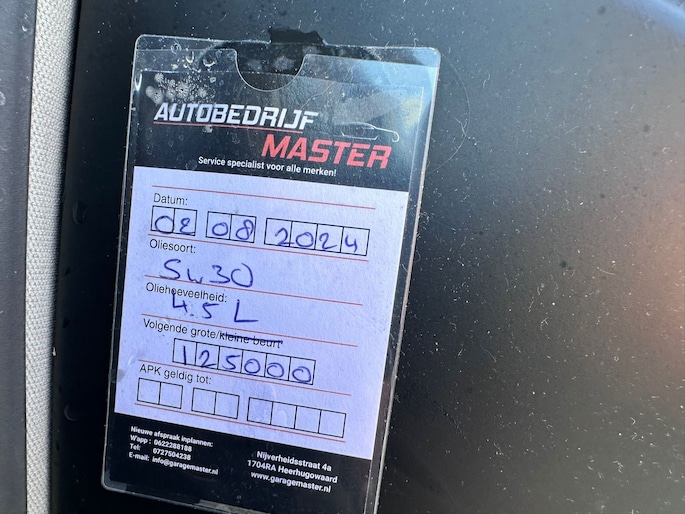 AUTOBEDRIJF
MASTER
Service specialist voor alle merken!
Datum:
02 08 2024
Oliesoort:
5w30
Oliehoeveelheid:
4.5 L
Volgende grote/kleine beurt
125000
APK geldig tot:
Nieuwe afspraak inplannen:
W'app : 0622288188
Tel: 0727504238
E-mail: info@garagemaster.nl
Nijverheidsstraat 4a
1704RA Heerhugowaard
www.garagemaster.nl